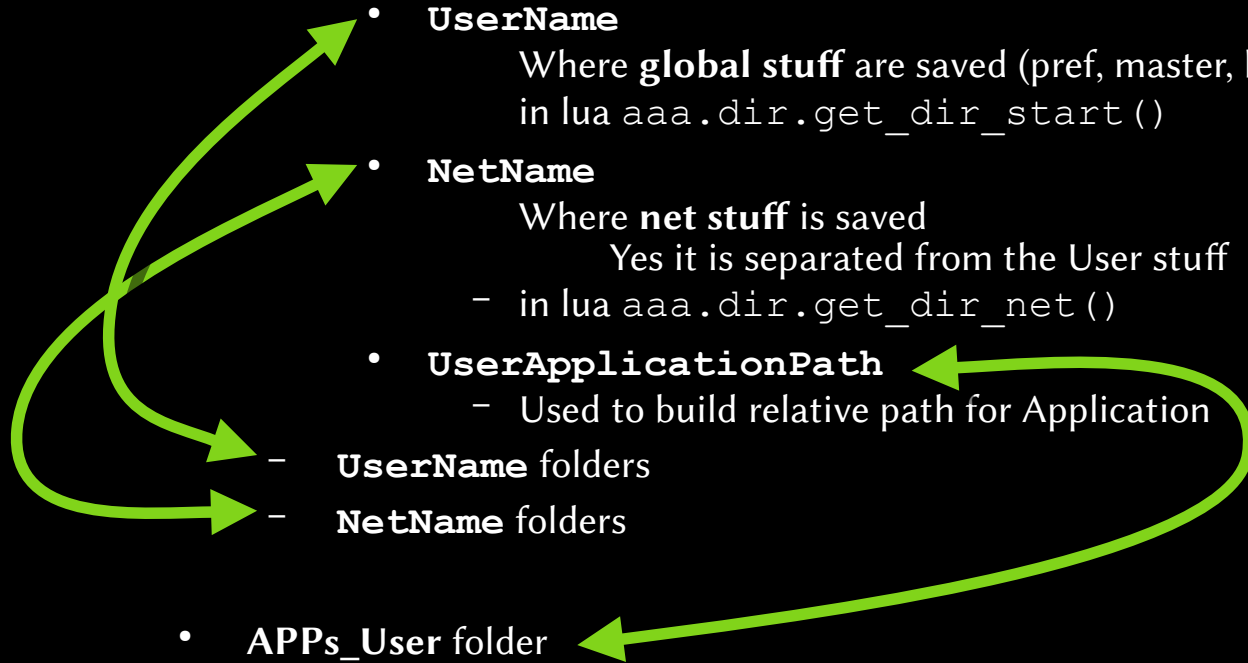 • UserName
Where global stuff are saved (pref, master,
in lua aaa.dir.get_dir_start()
• NetName
Where net stuff is saved
Yes it is separated from the User stuff
– in lua aaa.dir.get_dir_net()
• UserApplicationPath
– Used to build relative path for Application
– UserName folders
– NetName folders
• APPs_User folder